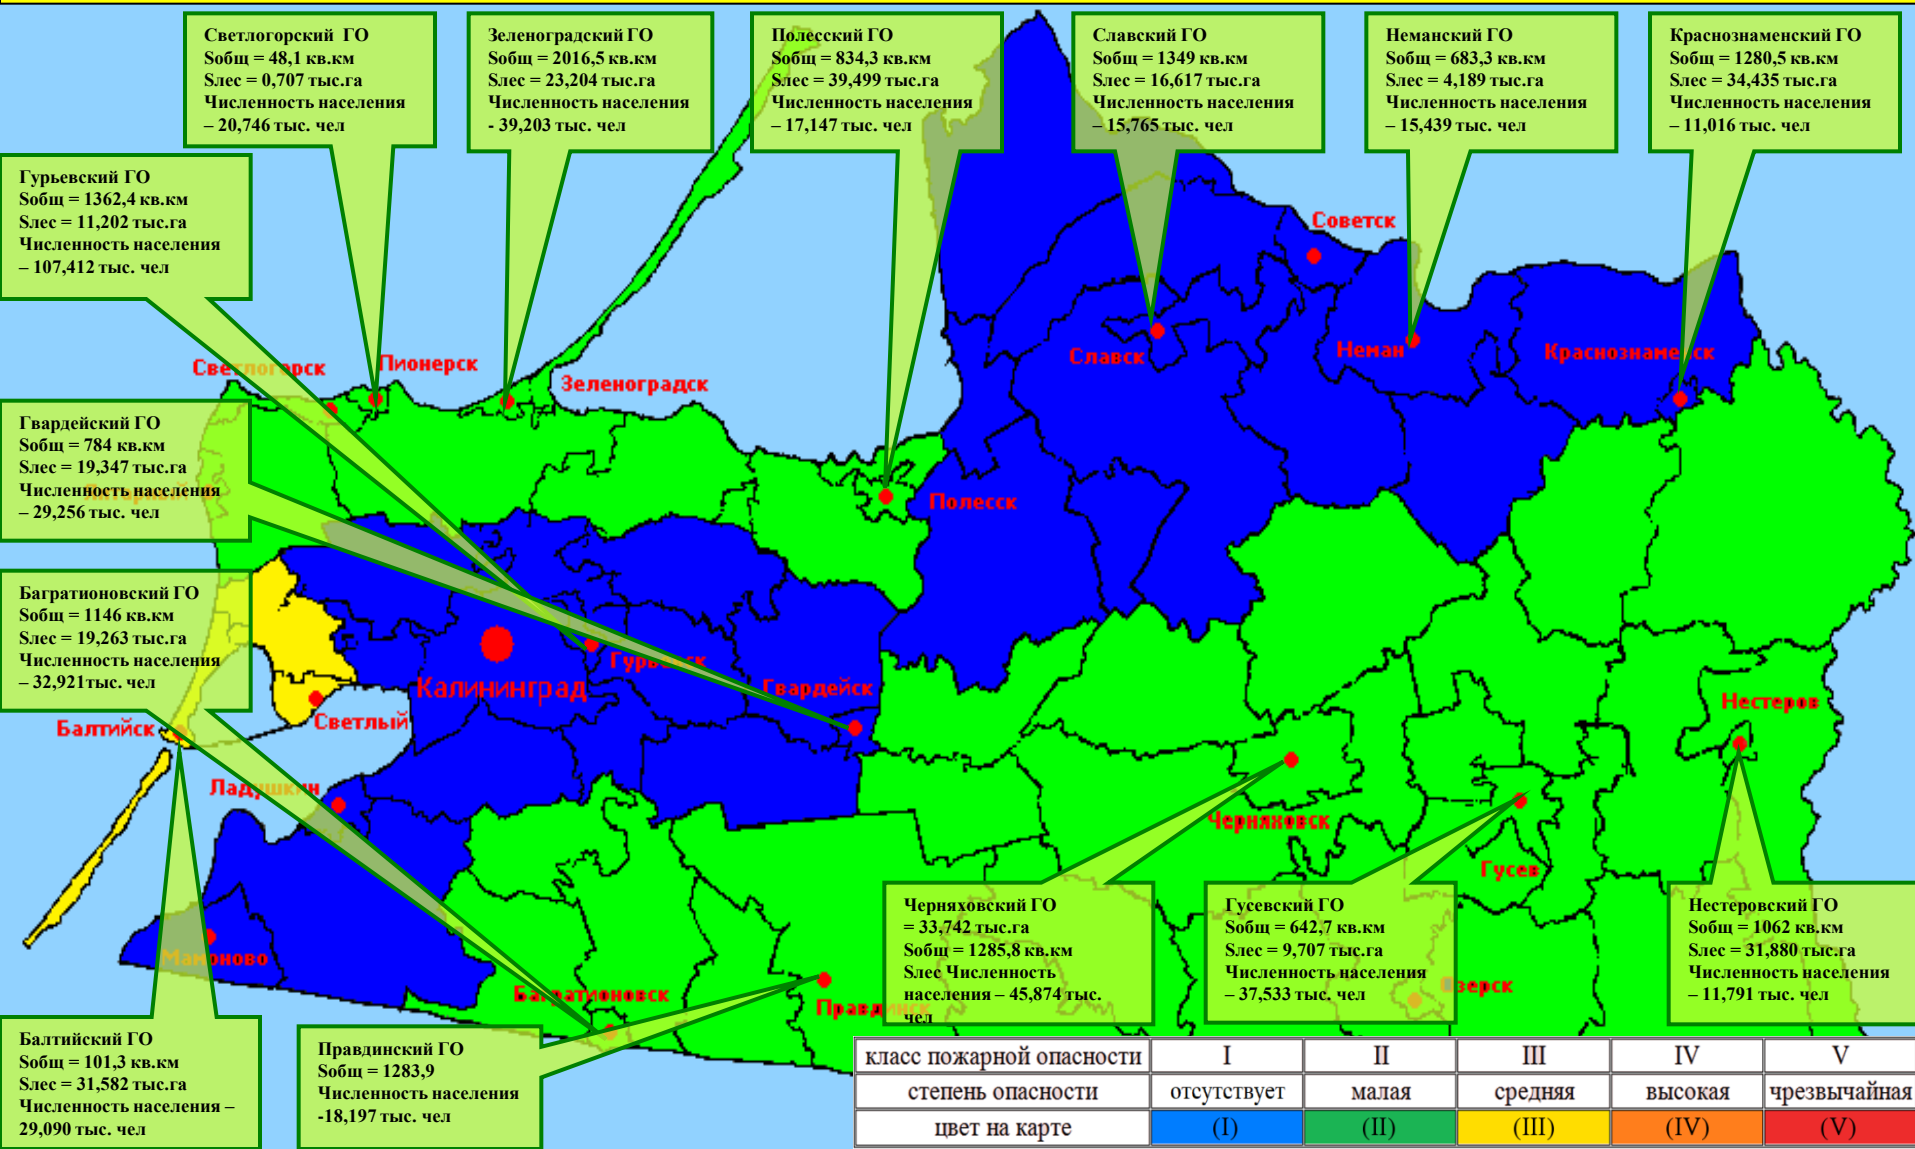 Светлогорский ГО
Sобщ = 48,1 кв.км
Sлес = 0,707 тыс.га
Численность населения
– 20,746 тыс. чел
Зеленоградский ГО
Sобщ = 2016,5 кв.км
Sлес = 23,204 тыс.га
Численность населения
- 39,203 тыс. чел
Полесский ГО
Sобщ = 834,3 кв.км
Sлес = 39,499 тыс.га
Численность населения
– 17,147 тыс. чел
Славский ГО
Sобщ = 1349 кв.км
Sлес = 16,617 тыс.га
Численность населения
– 15,765 тыс. чел
Неманский ГО
Sобщ = 683,3 кв.км
Sлес = 4,189 тыс.га
Численность населения
– 15,439 тыс. чел
Краснознаменский ГО
Sобщ = 1280,5 кв.км
Sлес = 34,435 тыс.га
Численность населения
– 11,016 тыс. чел
Гурьевский ГО
Sобщ = 1362,4 кв.км
Sлес = 11,202 тыс.га
Численность населения
– 107,412 тыс. чел
Советск
Светлогорск
Пионерск
Зеленоградск
Славск
Неман
Краснознаменск
Гвардейский ГО
Sобщ = 784 кв.км
Sлес = 19,347 тыс.га
Численность населения
– 29,256 тыс. чел
Полесск
Багратионовский ГО
Sобщ = 1146 кв.км
Sлес = 19,263 тыс.га
Численность населения
– 32,921тыс. чел
Гурьевск
Калининград
Гвардейск
Нестеров
Балтийск
Светлый
Ладушкин
Черняховск
Гусев
Мамоново
Багратионовск
Правдинск
Озерск
Черняховский ГО
= 33,742 тыс.га
Sобщ = 1285,8 кв.км
Sлес Численность
населения – 45,874 тыс.
чел
Гусевский ГО
Sобщ = 642,7 кв.км
Sлес = 9,707 тыс.га
Численность населения
– 37,533 тыс. чел
Нестеровский ГО
Sобщ = 1062 кв.км
Sлес = 31,880 тыс.га
Численность населения
– 11,791 тыс. чел
Балтийский ГО
Sобщ = 101,3 кв.км
Sлес = 31,582 тыс.га
Численность населения –
29,090 тыс. чел
Правдинский ГО
Sобщ = 1283,9
Численность населения
-18,197 тыс. чел
класс пожарной опасности I II III IV V
степень опасности отсутствует малая средняя высокая чрезвычайная
цвет на карте (I) (II) (III) (IV) (V)